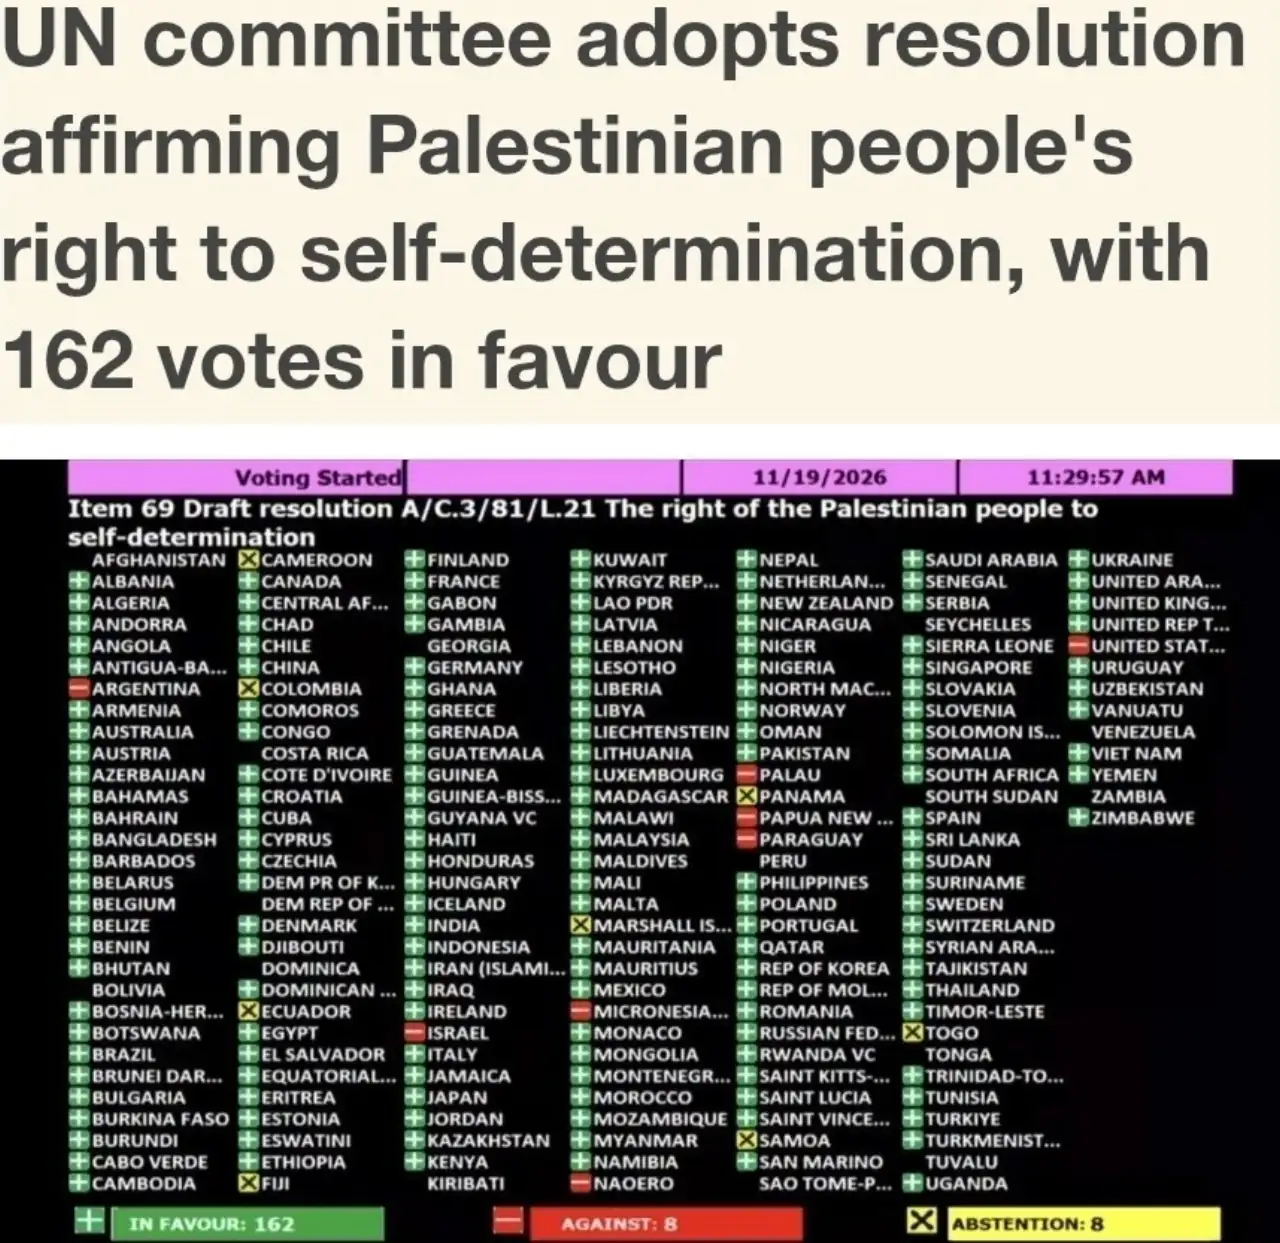 UN committee adopts resolution
affirming Palestinian people's
right to self-determination, with
162 votes in favour
Voting Started 11/19/2026 11:29:57 AM
Item 69 Draft resolution A/C.3/81/L.21 The right of the Palestinian people to
self-determination
AFGHANISTAN CAMEROON FINLAND KUWAIT NEPAL SAUDI ARABIA UKRAINE
ALBANIA CANADA FRANCE KYRGYZ REP... NETHERLAN... SENEGAL UNITED ARA...
ALGERIA CENTRAL AF... GABON LAO PDR NEW ZEALAND SERBIA UNITED KING...
ANDORRA CHAD GAMBIA LATVIA NICARAGUA SEYCHELLES UNITED REP T...
ANGOLA CHILE GEORGIA LEBANON NIGER SIERRA LEONE UNITED STAT...
ANTIGUA-BA... CHINA GERMANY LESOTHO NIGERIA SINGAPORE URUGUAY
ARGENTINA COLOMBIA GHANA LIBERIA NORTH MAC... SLOVAKIA UZBEKISTAN
ARMENIA COMOROS GREECE LIBYA NORWAY SLOVENIA VANUATU
AUSTRALIA CONGO GRENADA LIECHTENSTEIN OMAN SOLOMON IS... VENEZUELA
AUSTRIA COSTA RICA GUATEMALA LITHUANIA PAKISTAN SOMALIA VIET NAM
AZERBAIJAN COTE D'IVOIRE GUINEA LUXEMBOURG PALAU SOUTH AFRICA YEMEN
BAHAMAS CROATIA GUINEA-BISS... MADAGASCAR PANAMA SOUTH SUDAN ZAMBIA
BAHRAIN CUBA GUYANA VC MALAWI PAPUA NEW ... SPAIN ZIMBABWE
BANGLADESH CYPRUS HAITI MALAYSIA PARAGUAY SRI LANKA
BARBADOS CZECHIA HONDURAS MALDIVES PERU SUDAN
BELARUS DEM PR OF K... HUNGARY MALI PHILIPPINES SURINAME
BELGIUM DEM REP OF ... ICELAND MALTA POLAND SWEDEN
BELIZE DENMARK INDIA MARSHALL IS... PORTUGAL SWITZERLAND
BENIN DJIBOUTI INDONESIA MAURITANIA QATAR SYRIAN ARA...
BHUTAN DOMINICA IRAN (ISLAMI... MAURITIUS REP OF KOREA TAJIKISTAN
BOLIVIA DOMINICAN ... IRAQ MEXICO REP OF MOL... THAILAND
BOSNIA-HER... ECUADOR IRELAND MICRONESIA... ROMANIA TIMOR-LESTE
BOTSWANA EGYPT ISRAEL MONACO RUSSIAN FED... TOGO
BRAZIL EL SALVADOR ITALY MONGOLIA RWANDA VC TONGA
BRUNEI DAR... EQUATORIAL... JAMAICA MONTENEGR... SAINT KITTS-... TRINIDAD-TO...
BULGARIA ERITREA JAPAN MOROCCO SAINT LUCIA TUNISIA
BURKINA FASO ESTONIA JORDAN MOZAMBIQUE SAINT VINCE... TURKIYE
BURUNDI ESWATINI KAZAKHSTAN MYANMAR SAMOA TURKMENIST...
CABO VERDE ETHIOPIA KENYA NAMIBIA SAN MARINO TUVALU
CAMBODIA FIJI KIRIBATI NAOERO SAO TOME-P... UGANDA
IN FAVOUR: 162 AGAINST: 8 ABSTENTION: 8